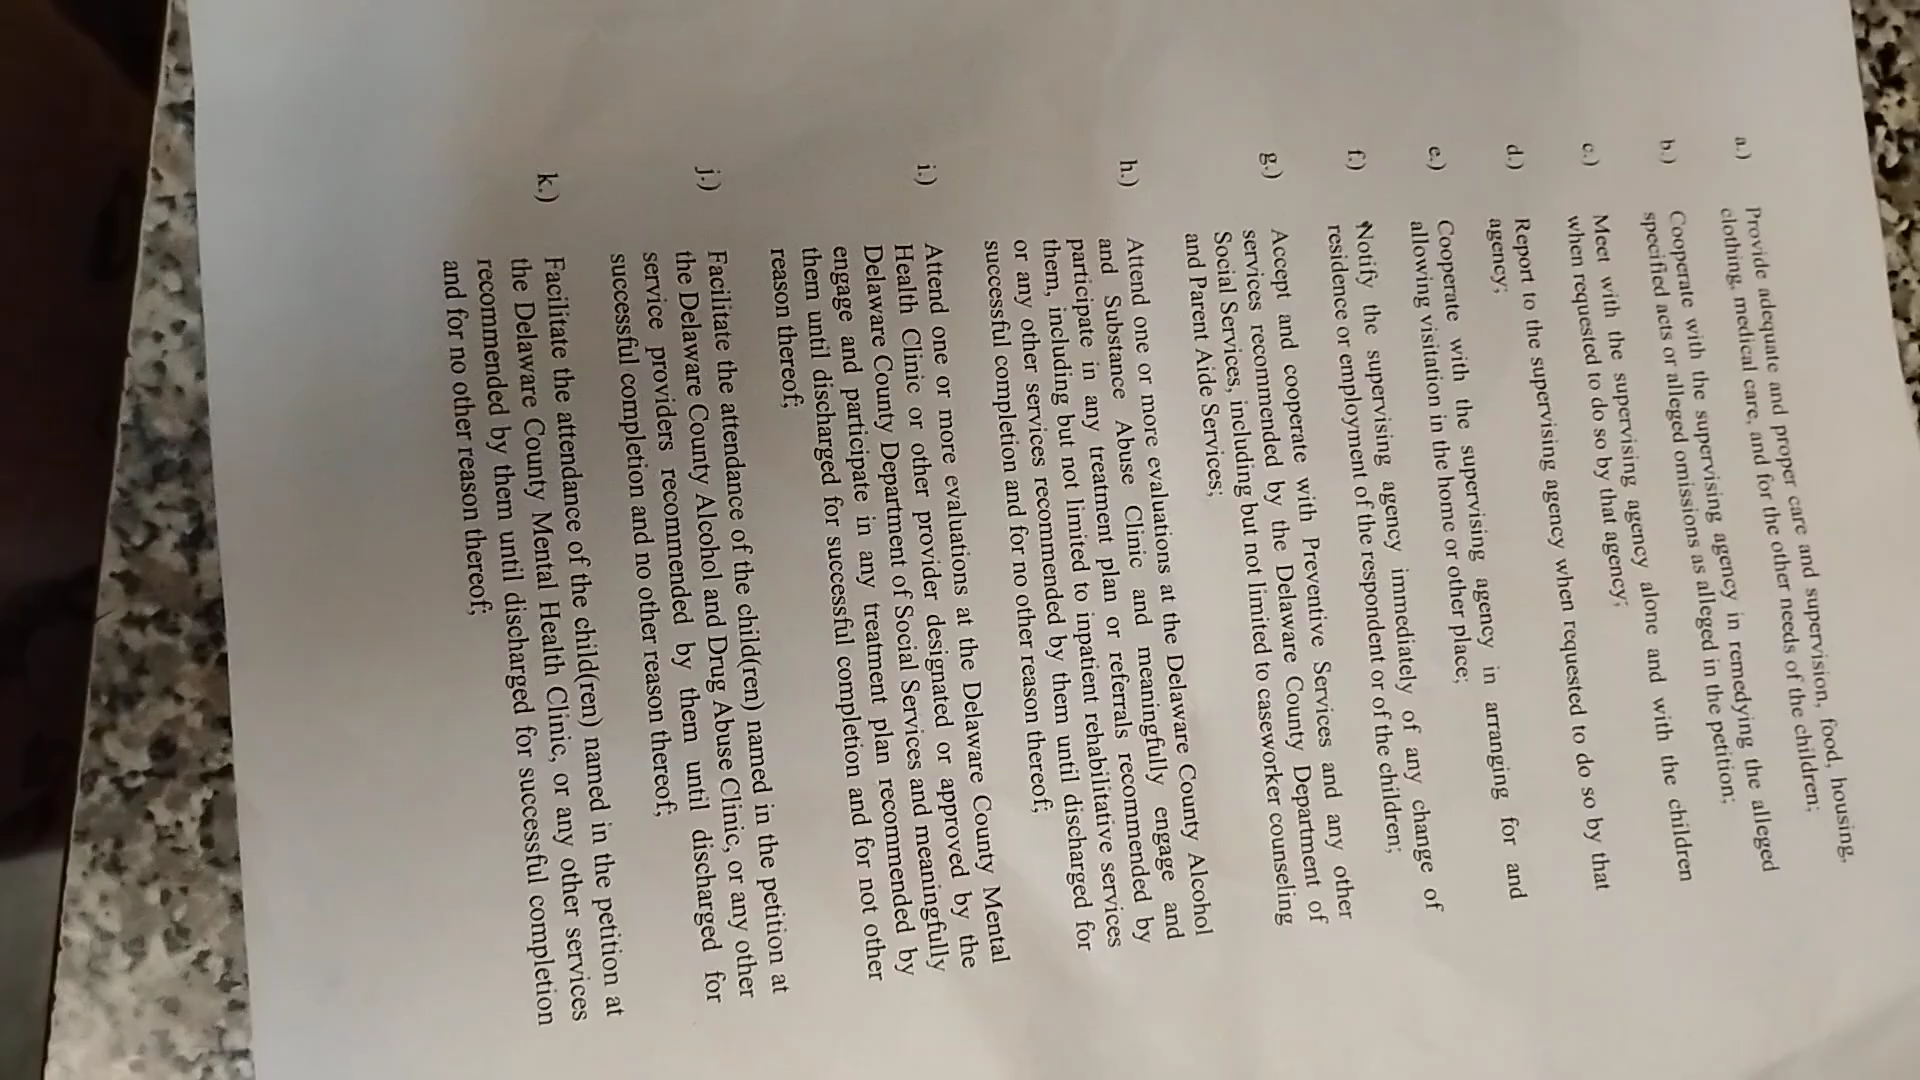 a.) Provide adequate and proper care and supervision, food, housing,
clothing, medical care, and for the other needs of the children;
b.) Cooperate with the supervising agency in remedying the alleged
specified acts or alleged omissions as alleged in the petition;
c.) Meet with the supervising agency alone and with the children
when requested to do so by that agency;
d.) Report to the supervising agency when requested to do so by that
agency;
e.) Cooperate with the supervising agency in arranging for and
allowing visitation in the home or other place;
f.) Notify the supervising agency immediately of any change of
residence or employment of the respondent or of the children;
g.) Accept and cooperate with Preventive Services and any other
services recommended by the Delaware County Department of
Social Services, including but not limited to caseworker counseling
and Parent Aide Services;
h.) Attend one or more evaluations at the Delaware County Alcohol
and Substance Abuse Clinic and meaningfully engage and
participate in any treatment plan or referrals recommended by
them, including but not limited to inpatient rehabilitative services
or any other services recommended by them until discharged for
successful completion and for no other reason thereof;
i.) Attend one or more evaluations at the Delaware County Mental
Health Clinic or other provider designated or approved by the
Delaware County Department of Social Services and meaningfully
engage and participate in any treatment plan recommended by
them until discharged for successful completion and for not other
reason thereof;
j.) Facilitate the attendance of the child(ren) named in the petition at
the Delaware County Alcohol and Drug Abuse Clinic, or any other
service providers recommended by them until discharged for
successful completion and no other reason thereof;
k.) Facilitate the attendance of the child(ren) named in the petition at
the Delaware County Mental Health Clinic, or any other services
recommended by them until discharged for successful completion
and for no other reason thereof;